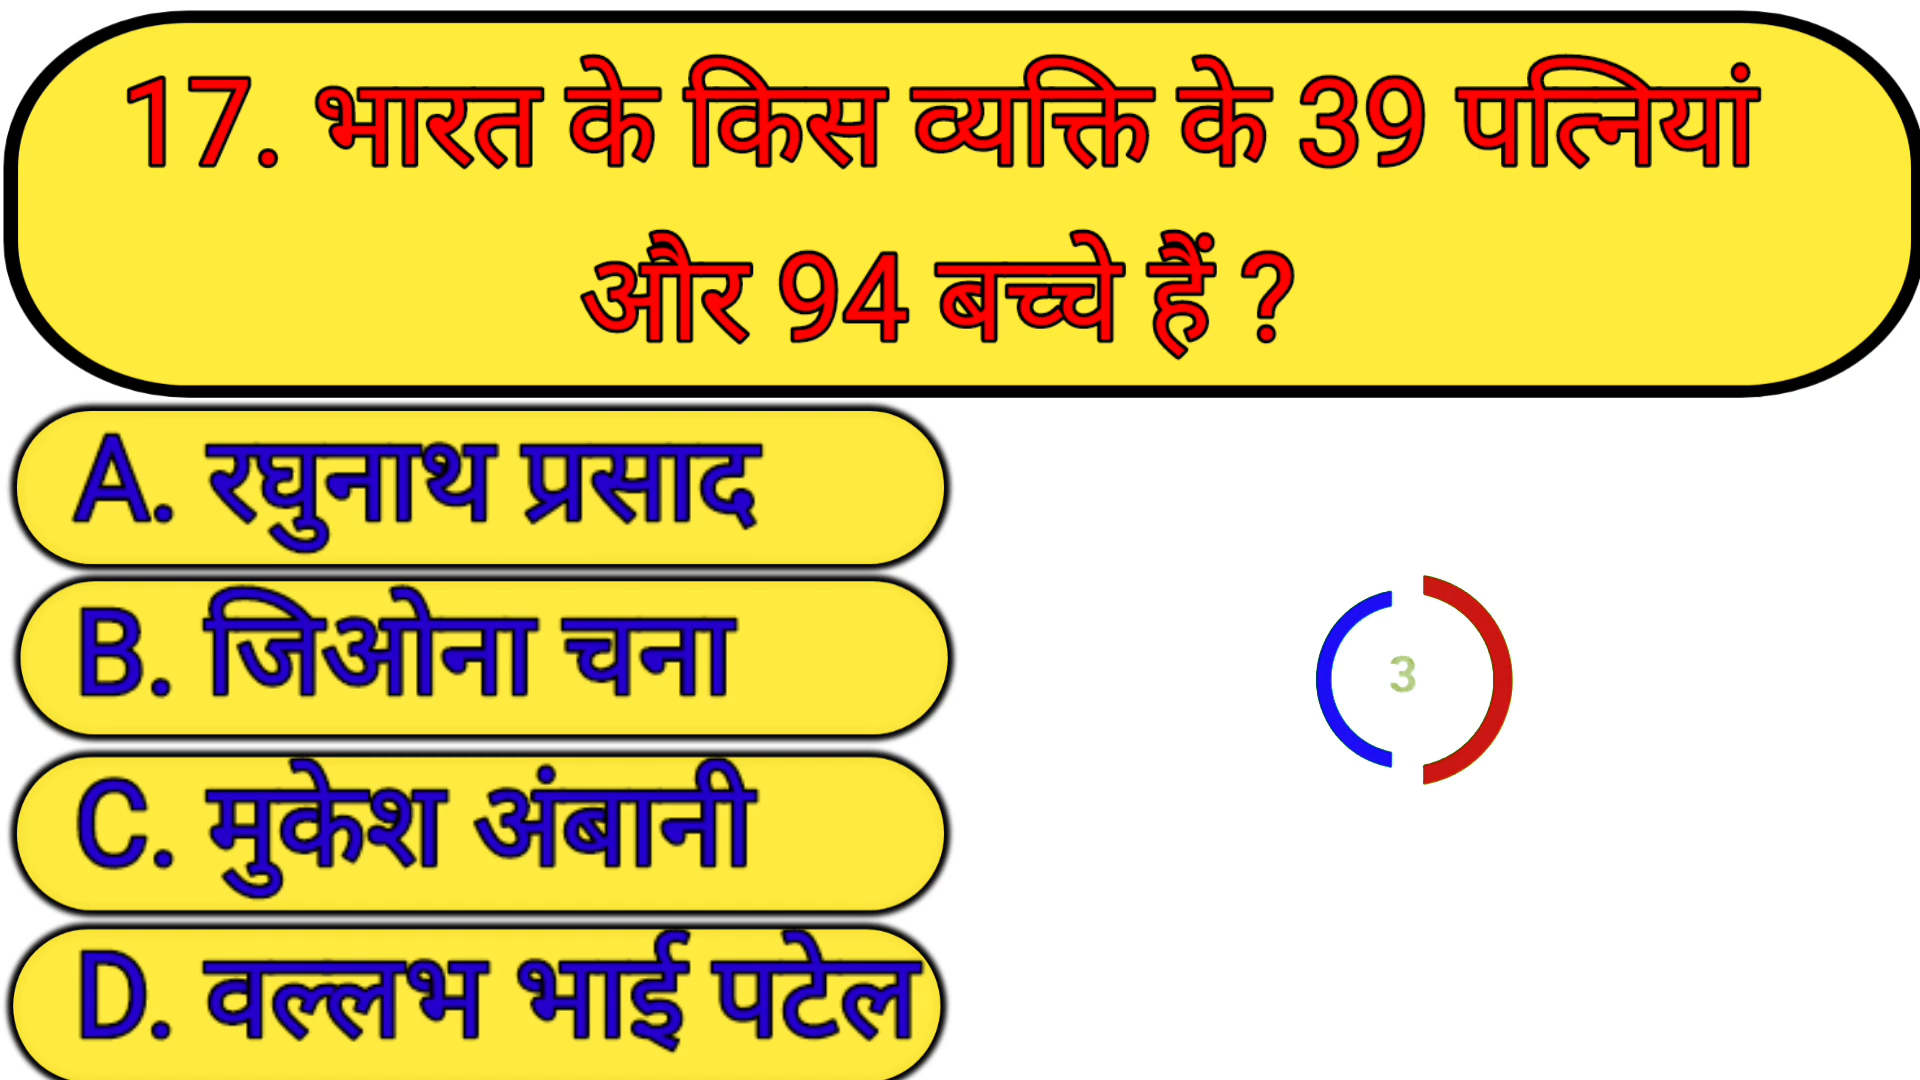 17. भारत के किस व्यक्ति के 39 पत्नियां
और 94 बच्चे हैं ?
A. रघुनाथ प्रसाद
B. जिओना चना
3
C. मुकेश अंबानी
D. वल्लभ भाई पटेल